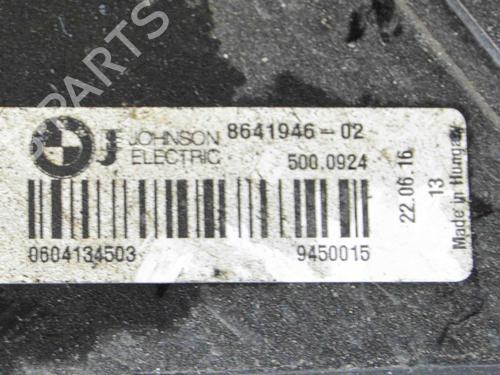 PARTS
J JOHNSON ELECTRIC
8641946-02
500.0924
0604134503
9450015
22.06.16
13
Made in Hungary